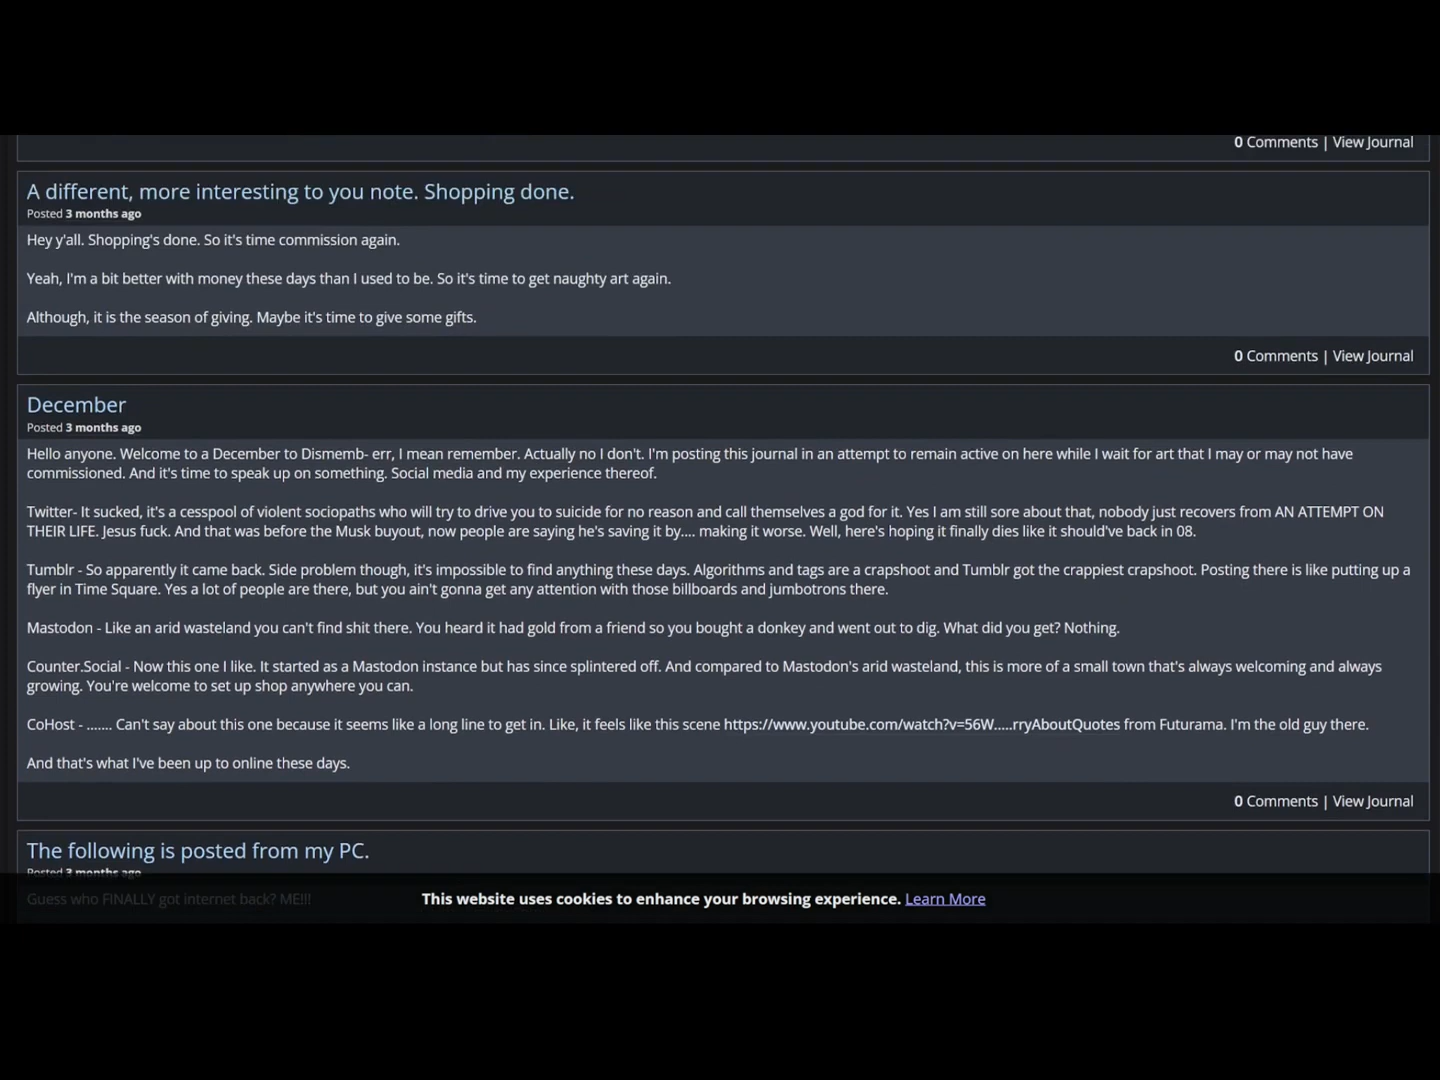 0 Comments | View Journal
A different, more interesting to you note. Shopping done.
Posted 3 months ago
Hey y'all. Shopping's done. So it's time commission again.
Yeah, I'm a bit better with money these days than I used to be. So it's time to get naughty art again.
Although, it is the season of giving. Maybe it's time to give some gifts.
0 Comments | View Journal
December
Posted 3 months ago
Hello anyone. Welcome to a December to Dismemb- err, I mean remember. Actually no I don't. I'm posting this journal in an attempt to remain active on here while I wait for art that I may or may not have
commissioned. And it's time to speak up on something. Social media and my experience thereof.
Twitter- It sucked, it's a cesspool of violent sociopaths who will try to drive you to suicide for no reason and call themselves a god for it. Yes I am still sore about that, nobody just recovers from AN ATTEMPT ON
THEIR LIFE. Jesus fuck. And that was before the Musk buyout, now people are saying he's saving it by.... making it worse. Well, here's hoping it finally dies like it should've back in 08.
Tumblr - So apparently it came back. Side problem though, it's impossible to find anything these days. Algorithms and tags are a crapshoot and Tumblr got the crappiest crapshoot. Posting there is like putting up a
flyer in Time Square. Yes a lot of people are there, but you ain't gonna get any attention with those billboards and jumbotrons there.
Mastodon - Like an arid wasteland you can't find shit there. You heard it had gold from a friend so you bought a donkey and went out to dig. What did you get? Nothing.
Counter.Social - Now this one I like. It started as a Mastodon instance but has since splintered off. And compared to Mastodon's arid wasteland, this is more of a small town that's always welcoming and always
growing. You're welcome to set up shop anywhere you can.
CoHost - ....... Can't say about this one because it seems like a long line to get in. Like, it feels like this scene https://www.youtube.com/watch?v=56W.....rryAboutQuotes from Futurama. I'm the old guy there.
And that's what I've been up to online these days.
0 Comments | View Journal
The following is posted from my PC.
Posted 3 months ago
Guess who FINALLY got internet back? ME!!!
This website uses cookies to enhance your browsing experience. Learn More